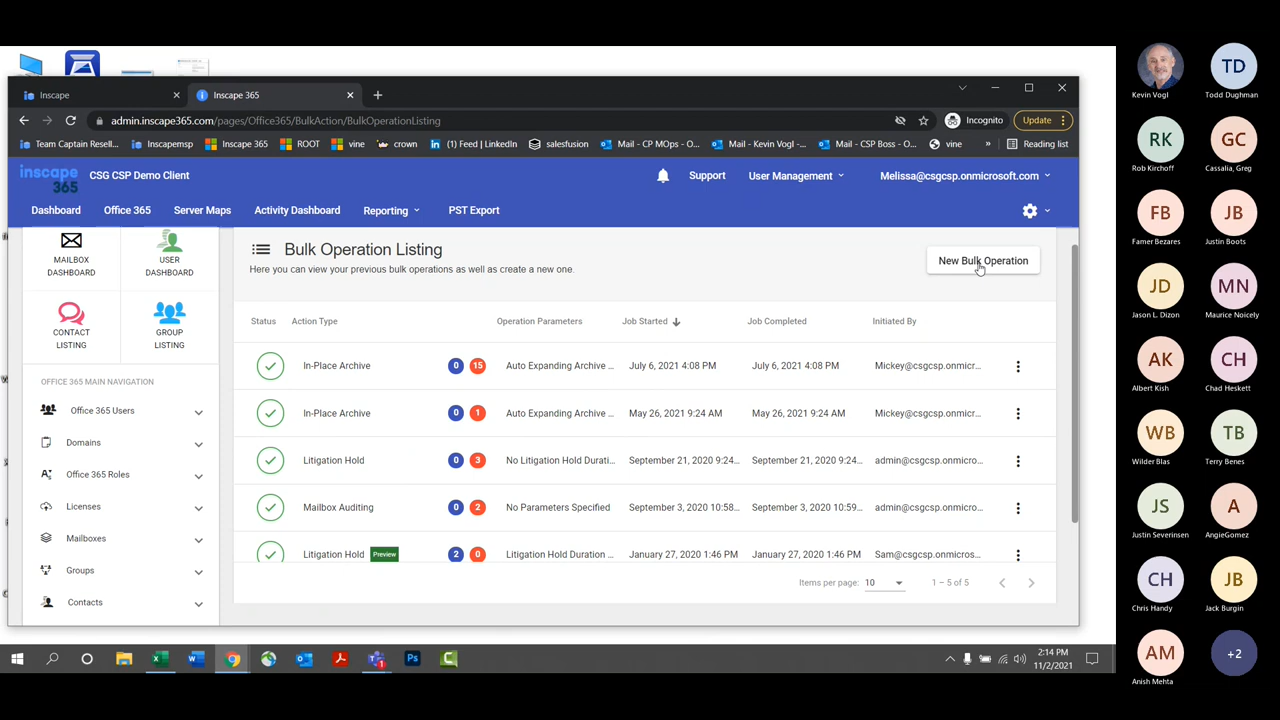 Inscape
Inscape 365
admin.inscape365.com/pages/Office365/BulkAction/BulkOperationListing
Incognito
Update
Team Captain Resell...
Inscapemsp
Inscape 365
ROOT
vine
crown
(1) Feed | LinkedIn
salesfusion
Mail - CP MOps - O...
Mail - Kevin Vogl -...
Mail - CSP Boss - O...
vine
»
Reading list
inscape
365
CSG CSP Demo Client
Support
User Management
Melissa@csgcsp.onmicrosoft.com
Dashboard
Office 365
Server Maps
Activity Dashboard
Reporting
PST Export
MAILBOX
DASHBOARD
USER
DASHBOARD
CONTACT
LISTING
GROUP
LISTING
OFFICE 365 MAIN NAVIGATION
Office 365 Users
Domains
Office 365 Roles
Licenses
Mailboxes
Groups
Contacts
Bulk Operation Listing
Here you can view your previous bulk operations as well as create a new one.
New Bulk Operation
Status Action Type Operation Parameters Job Started Job Completed Initiated By
In-Place Archive 0 15 Auto Expanding Archive ... July 6, 2021 4:08 PM July 6, 2021 4:08 PM Mickey@csgcsp.onmicr...
In-Place Archive 0 1 Auto Expanding Archive ... May 26, 2021 9:24 AM May 26, 2021 9:24 AM Mickey@csgcsp.onmicr...
Litigation Hold 0 3 No Litigation Hold Durati... September 21, 2020 9:24... September 21, 2020 9:24... admin@csgcsp.onmicro...
Mailbox Auditing 0 2 No Parameters Specified September 3, 2020 10:58... September 3, 2020 10:59... admin@csgcsp.onmicro...
Litigation Hold Preview 2 0 Litigation Hold Duration ... January 27, 2020 1:46 PM January 27, 2020 1:46 PM Sam@csgcsp.onmicros...
Items per page: 10 1 – 5 of 5
2:14 PM
11/2/2021
Kevin Vogl
TD
Todd Dughman
RK
Rob Kirchoff
GC
Cassalia, Greg
FB
Famer Bezares
JB
Justin Boots
JD
Jason L. Dizon
MN
Maurice Noicely
AK
Albert Kish
CH
Chad Heskett
WB
Wilder Blas
TB
Terry Benes
JS
Justin Severinsen
A
AngieGomez
CH
Chris Handy
JB
Jack Burgin
AM
Anish Mehta
+2